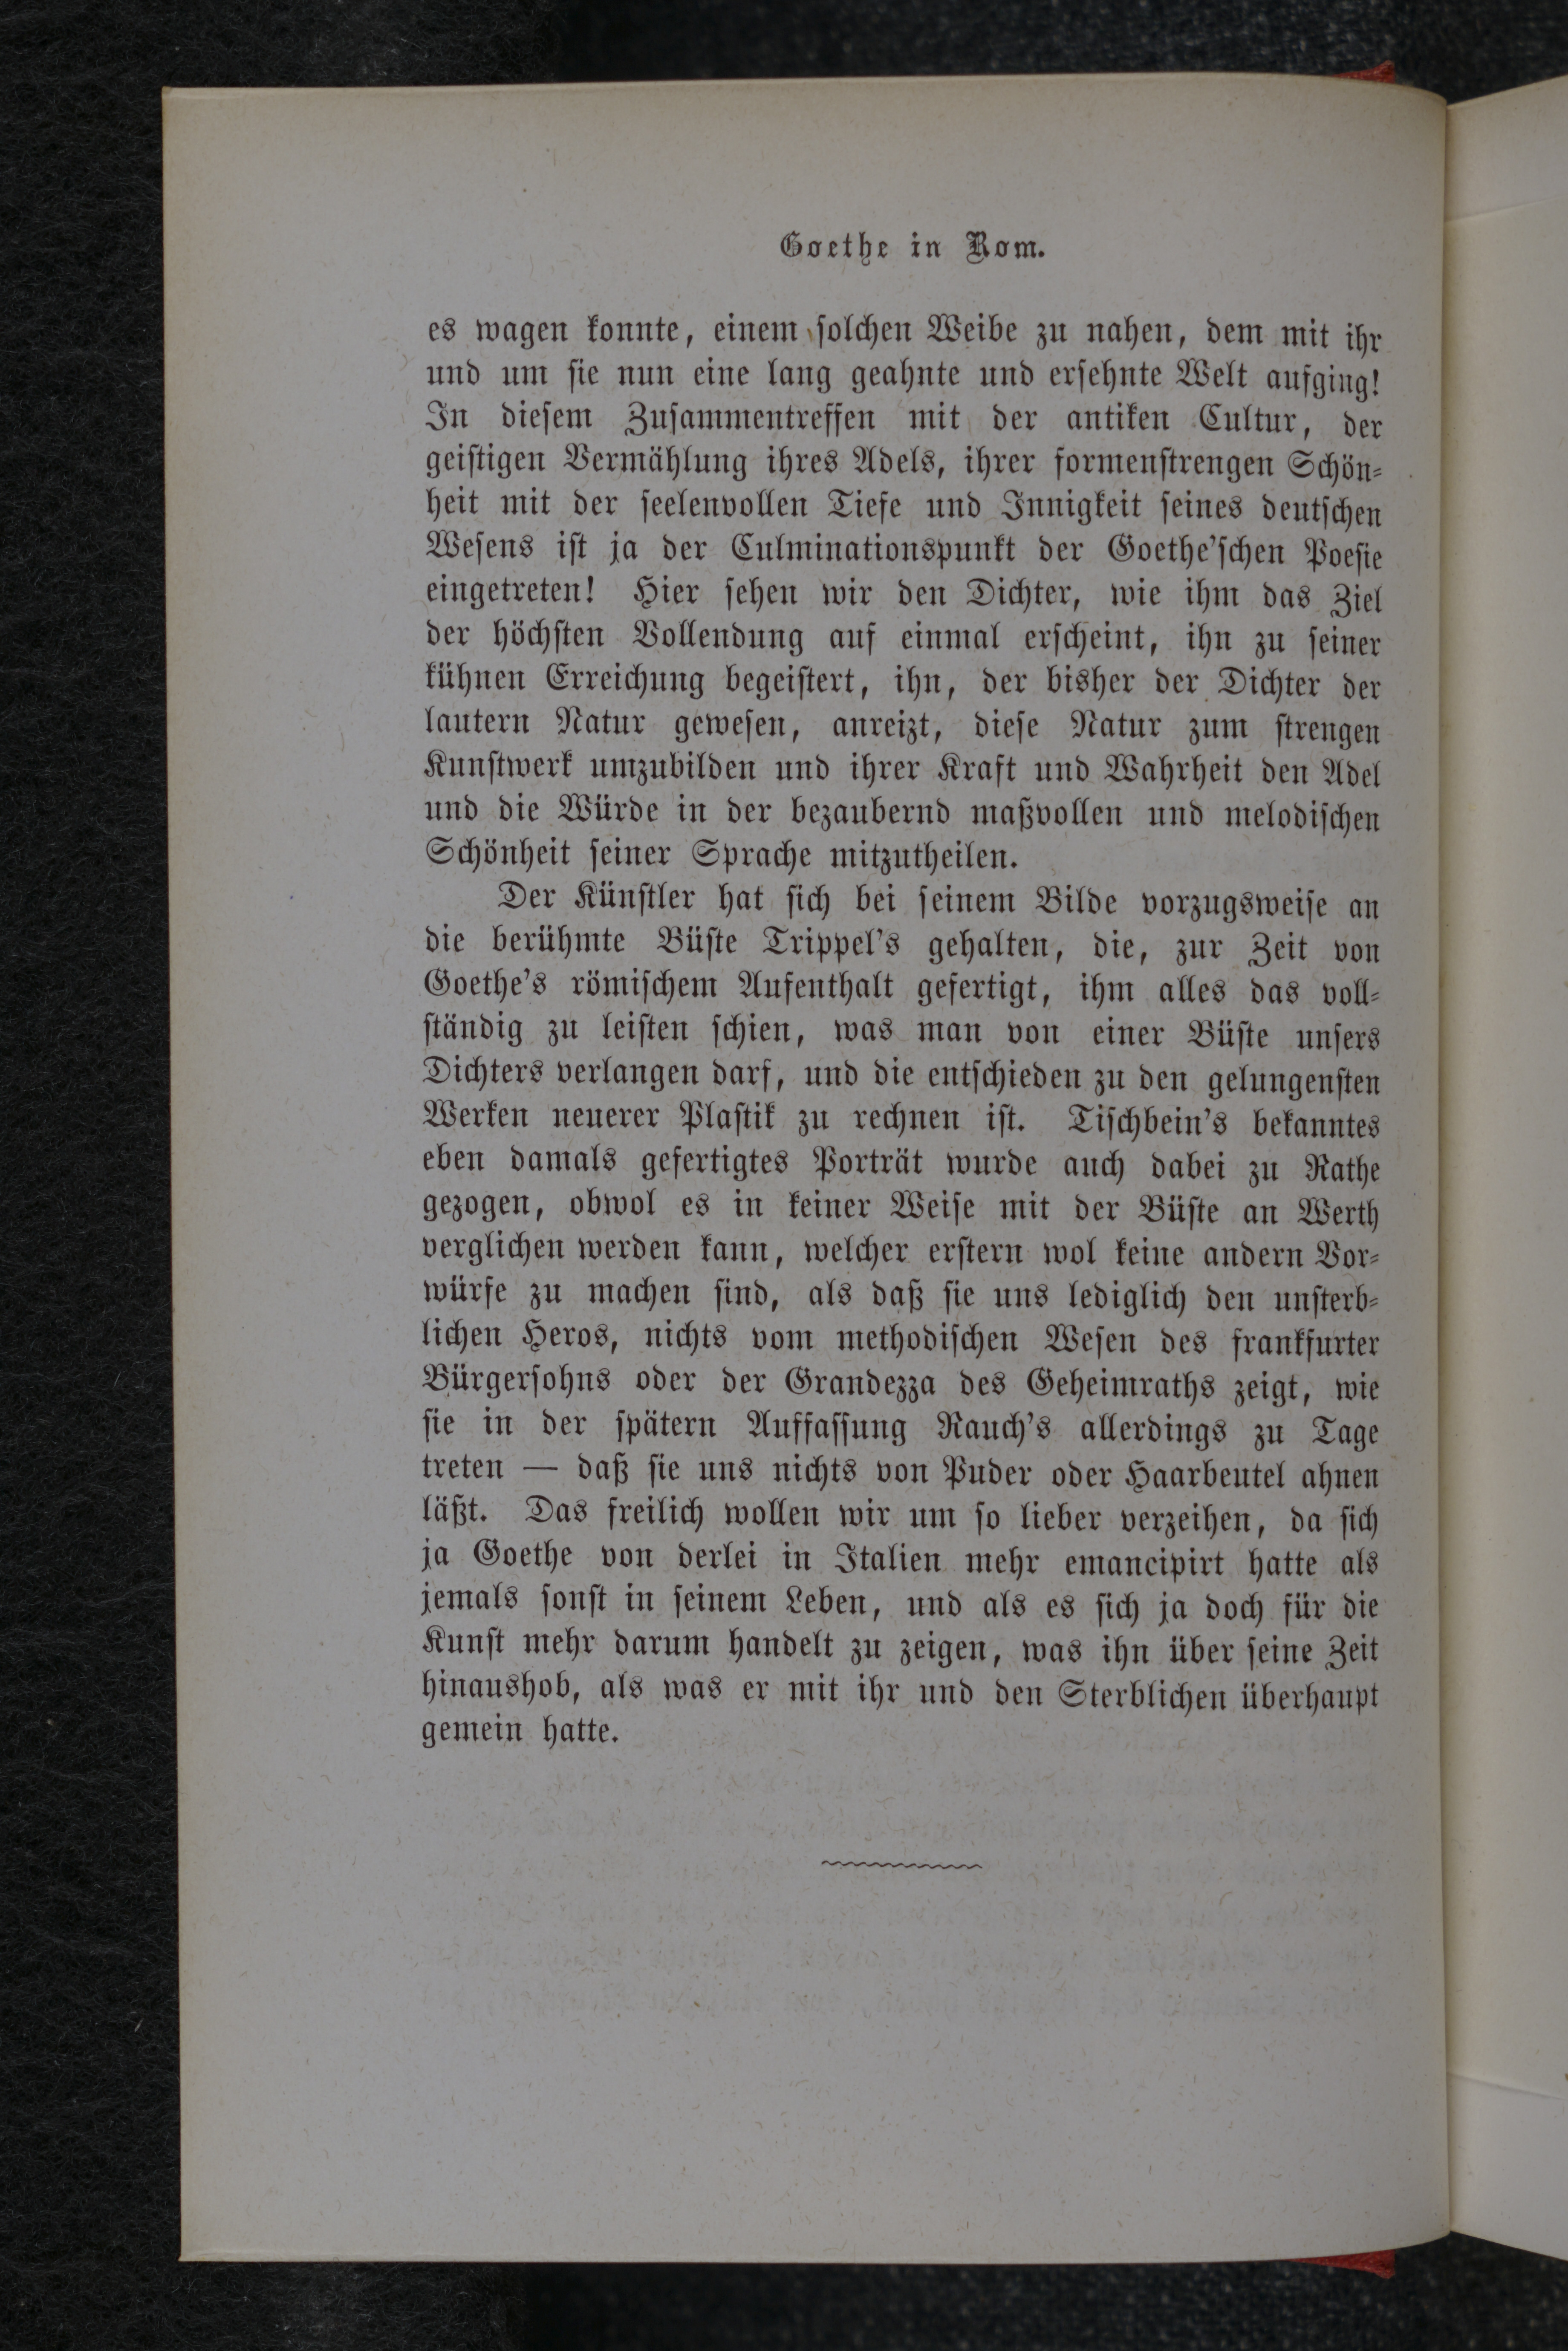 Goethe in Rom.
es wagen konnte, einem solchen Weibe zu nahen, dem mit ihr
und um sie nun eine lang geahnte und ersehnte Welt aufging!
In diesem Zusammentreffen mit der antiken Cultur, der
geistigen Vermählung ihres Adels, ihrer formenstrengen Schön-
heit mit der seelenvollen Tiefe und Innigkeit seines deutschen
Wesens ist ja der Culminationspunkt der Goethe'schen Poesie
eingetreten! Hier sehen wir den Dichter, wie ihm das Ziel
der höchsten Vollendung auf einmal erscheint, ihn zu seiner
kühnen Erreichung begeistert, ihn, der bisher der Dichter der
lautern Natur gewesen, anreizt, diese Natur zum strengen
Kunstwerk umzubilden und ihrer Kraft und Wahrheit den Adel
und die Würde in der bezaubernd maßvollen und melodischen
Schönheit seiner Sprache mitzutheilen.
Der Künstler hat sich bei seinem Bilde vorzugsweise an
die berühmte Büste Trippel's gehalten, die, zur Zeit von
Goethe's römischem Aufenthalt gefertigt, ihm alles das voll-
ständig zu leisten schien, was man von einer Büste unsers
Dichters verlangen darf, und die entschieden zu den gelungensten
Werken neuerer Plastik zu rechnen ist. Tischbein's bekanntes
eben damals gefertigtes Porträt wurde auch dabei zu Rathe
gezogen, obwol es in keiner Weise mit der Büste an Werth
verglichen werden kann, welcher erstern wol keine andern Vor-
würfe zu machen sind, als daß sie uns lediglich den unsterb-
lichen Heros, nichts vom methodischen Wesen des frankfurter
Bürgersohns oder der Grandezza des Geheimraths zeigt, wie
sie in der spätern Auffassung Rauch's allerdings zu Tage
treten — daß sie uns nichts von Puder oder Haarbeutel ahnen
läßt. Das freilich wollen wir um so lieber verzeihen, da sich
ja Goethe von derlei in Italien mehr emancipirt hatte als
jemals sonst in seinem Leben, und als es sich ja doch für die
Kunst mehr darum handelt zu zeigen, was ihn über seine Zeit
hinaushob, als was er mit ihr und den Sterblichen überhaupt
gemein hatte.